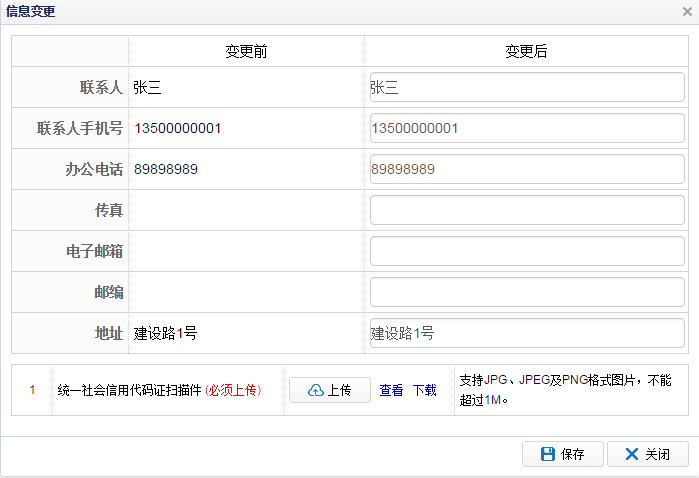 信息变更
变更前 变更后
联系人 张三 张三
联系人手机号 13500000001 13500000001
办公电话 89898989 89898989
传真
电子邮箱
邮编
地址 建设路1号 建设路1号
1 统一社会信用代码证扫描件 (必须上传) 上传 查看 下载 支持JPG、JPEG及PNG格式图片，不能
超过1M。
保存 关闭